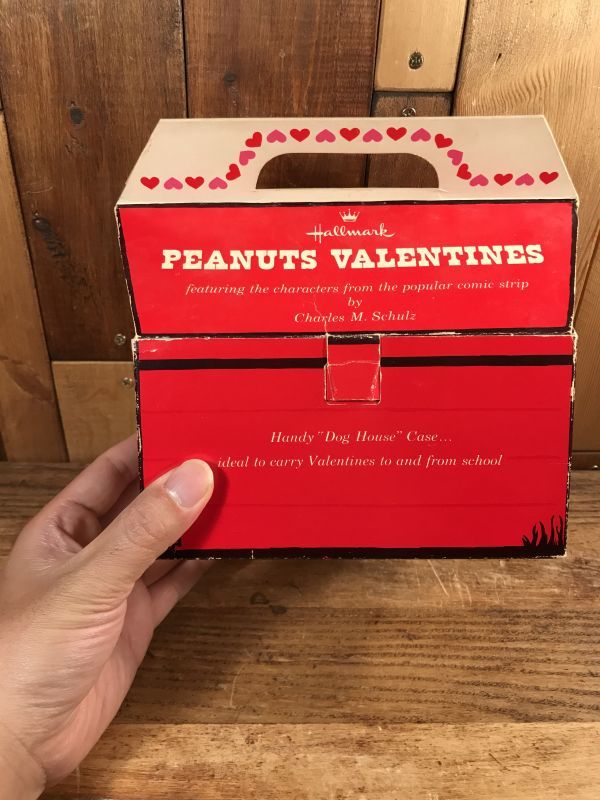 Hallmark
PEANUTS VALENTINES
featuring the characters from the popular comic strip
by
Charles M. Schulz
Handy "Dog House" Case...
ideal to carry Valentines to and from school